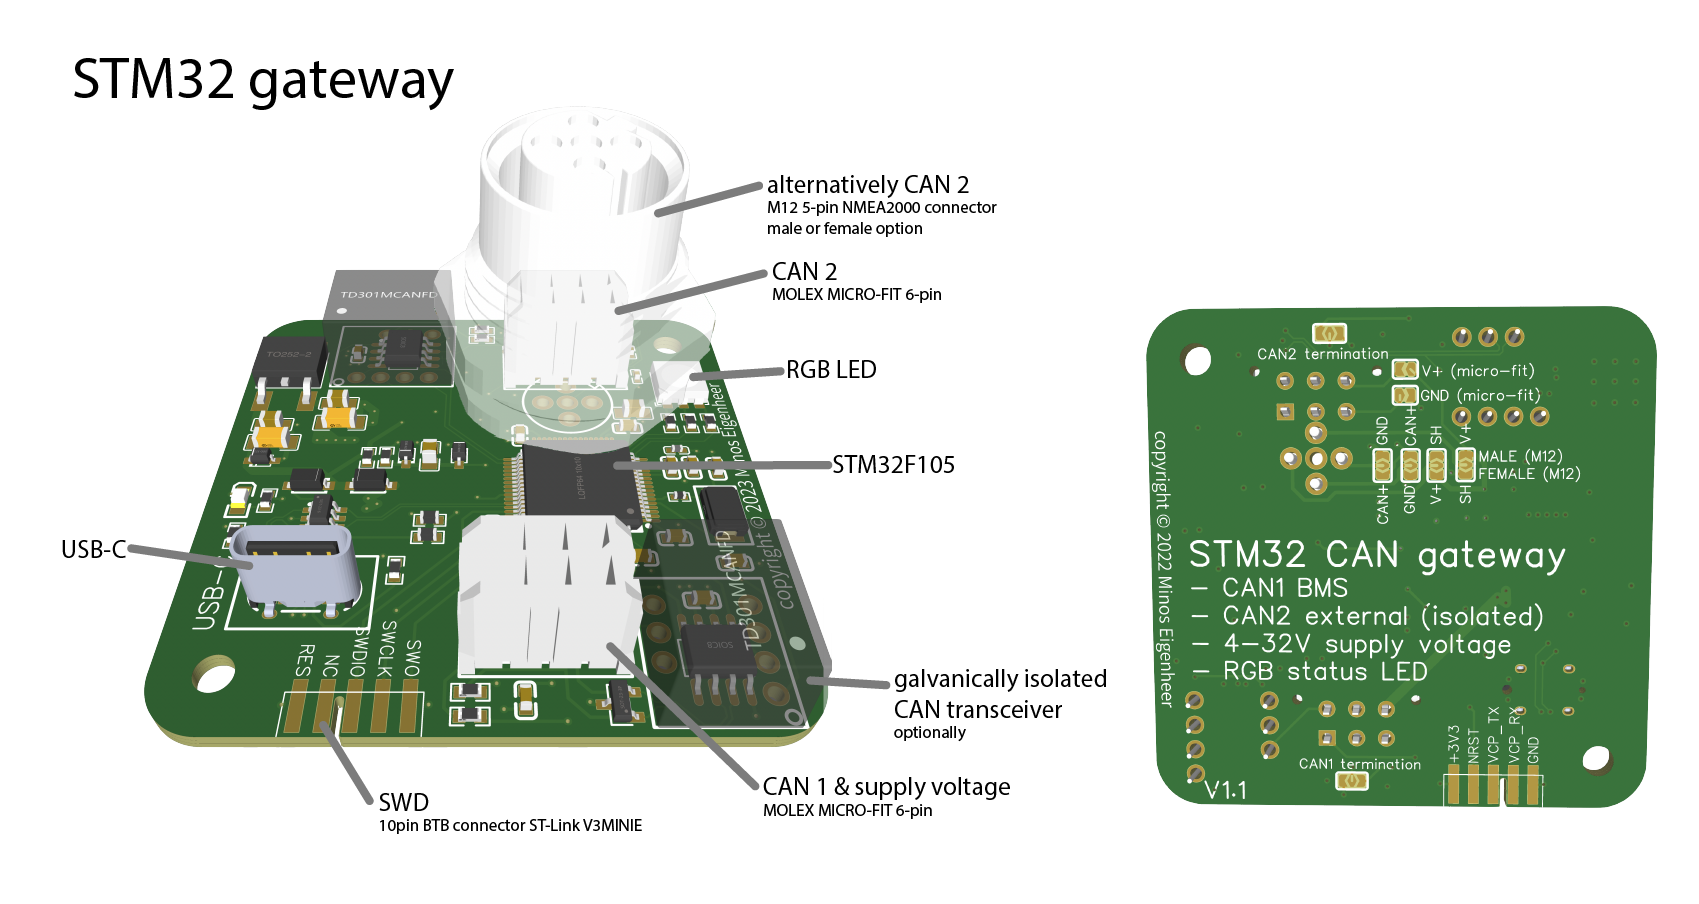 STM32 gateway
alternatively CAN 2
M12 5-pin NMEA2000 connector
male or female option
CAN 2
MOLEX MICRO-FIT 6-pin
RGB LED
STM32F105
USB-C
galvanically isolated
CAN transceiver
optionally
CAN 1 & supply voltage
MOLEX MICRO-FIT 6-pin
SWD
10pin BTB connector ST-Link V3MINIE
TD301MCANFD
TO252-2
LQFP64 10x10
copyright © 2023 Minos Eigenheer
TD301MCANFD
SOIC8
USB-
RES
NC
SWDIO
SWCLK
SWO
CAN2 termination
V+ (micro-fit)
GND (micro-fit)
GND
CAN+
SH
V+
MALE (M12)
FEMALE (M12)
CAN+
GND
V+
SH
copyright © 2022 Minos Eigenheer
STM32 CAN gateway
- CAN1 BMS
- CAN2 external (isolated)
- 4-32V supply voltage
- RGB status LED
CAN1 termination
+3V3
NRST
VCP_TX
VCP_RX
GND
V1.1